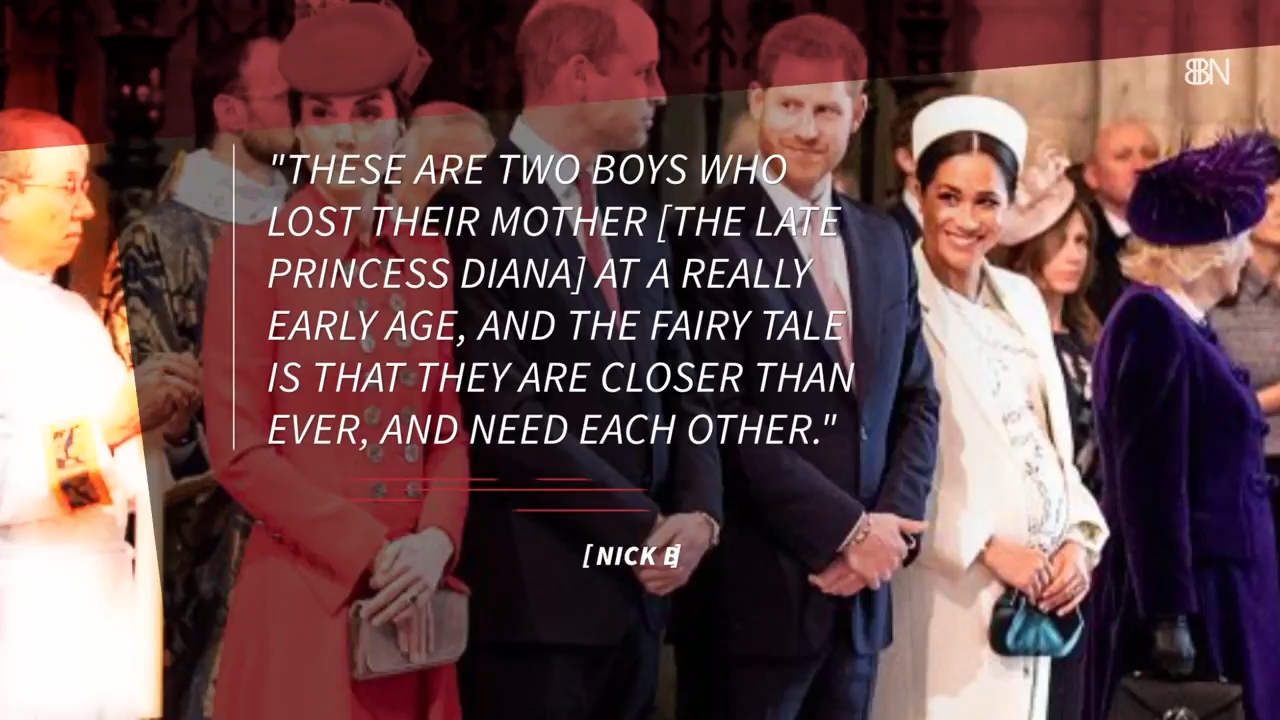 BBN
"THESE ARE TWO BOYS WHO
LOST THEIR MOTHER [THE LATE
PRINCESS DIANA] AT A REALLY
EARLY AGE, AND THE FAIRY TALE
IS THAT THEY ARE CLOSER THAN
EVER, AND NEED EACH OTHER."
[NICK B]